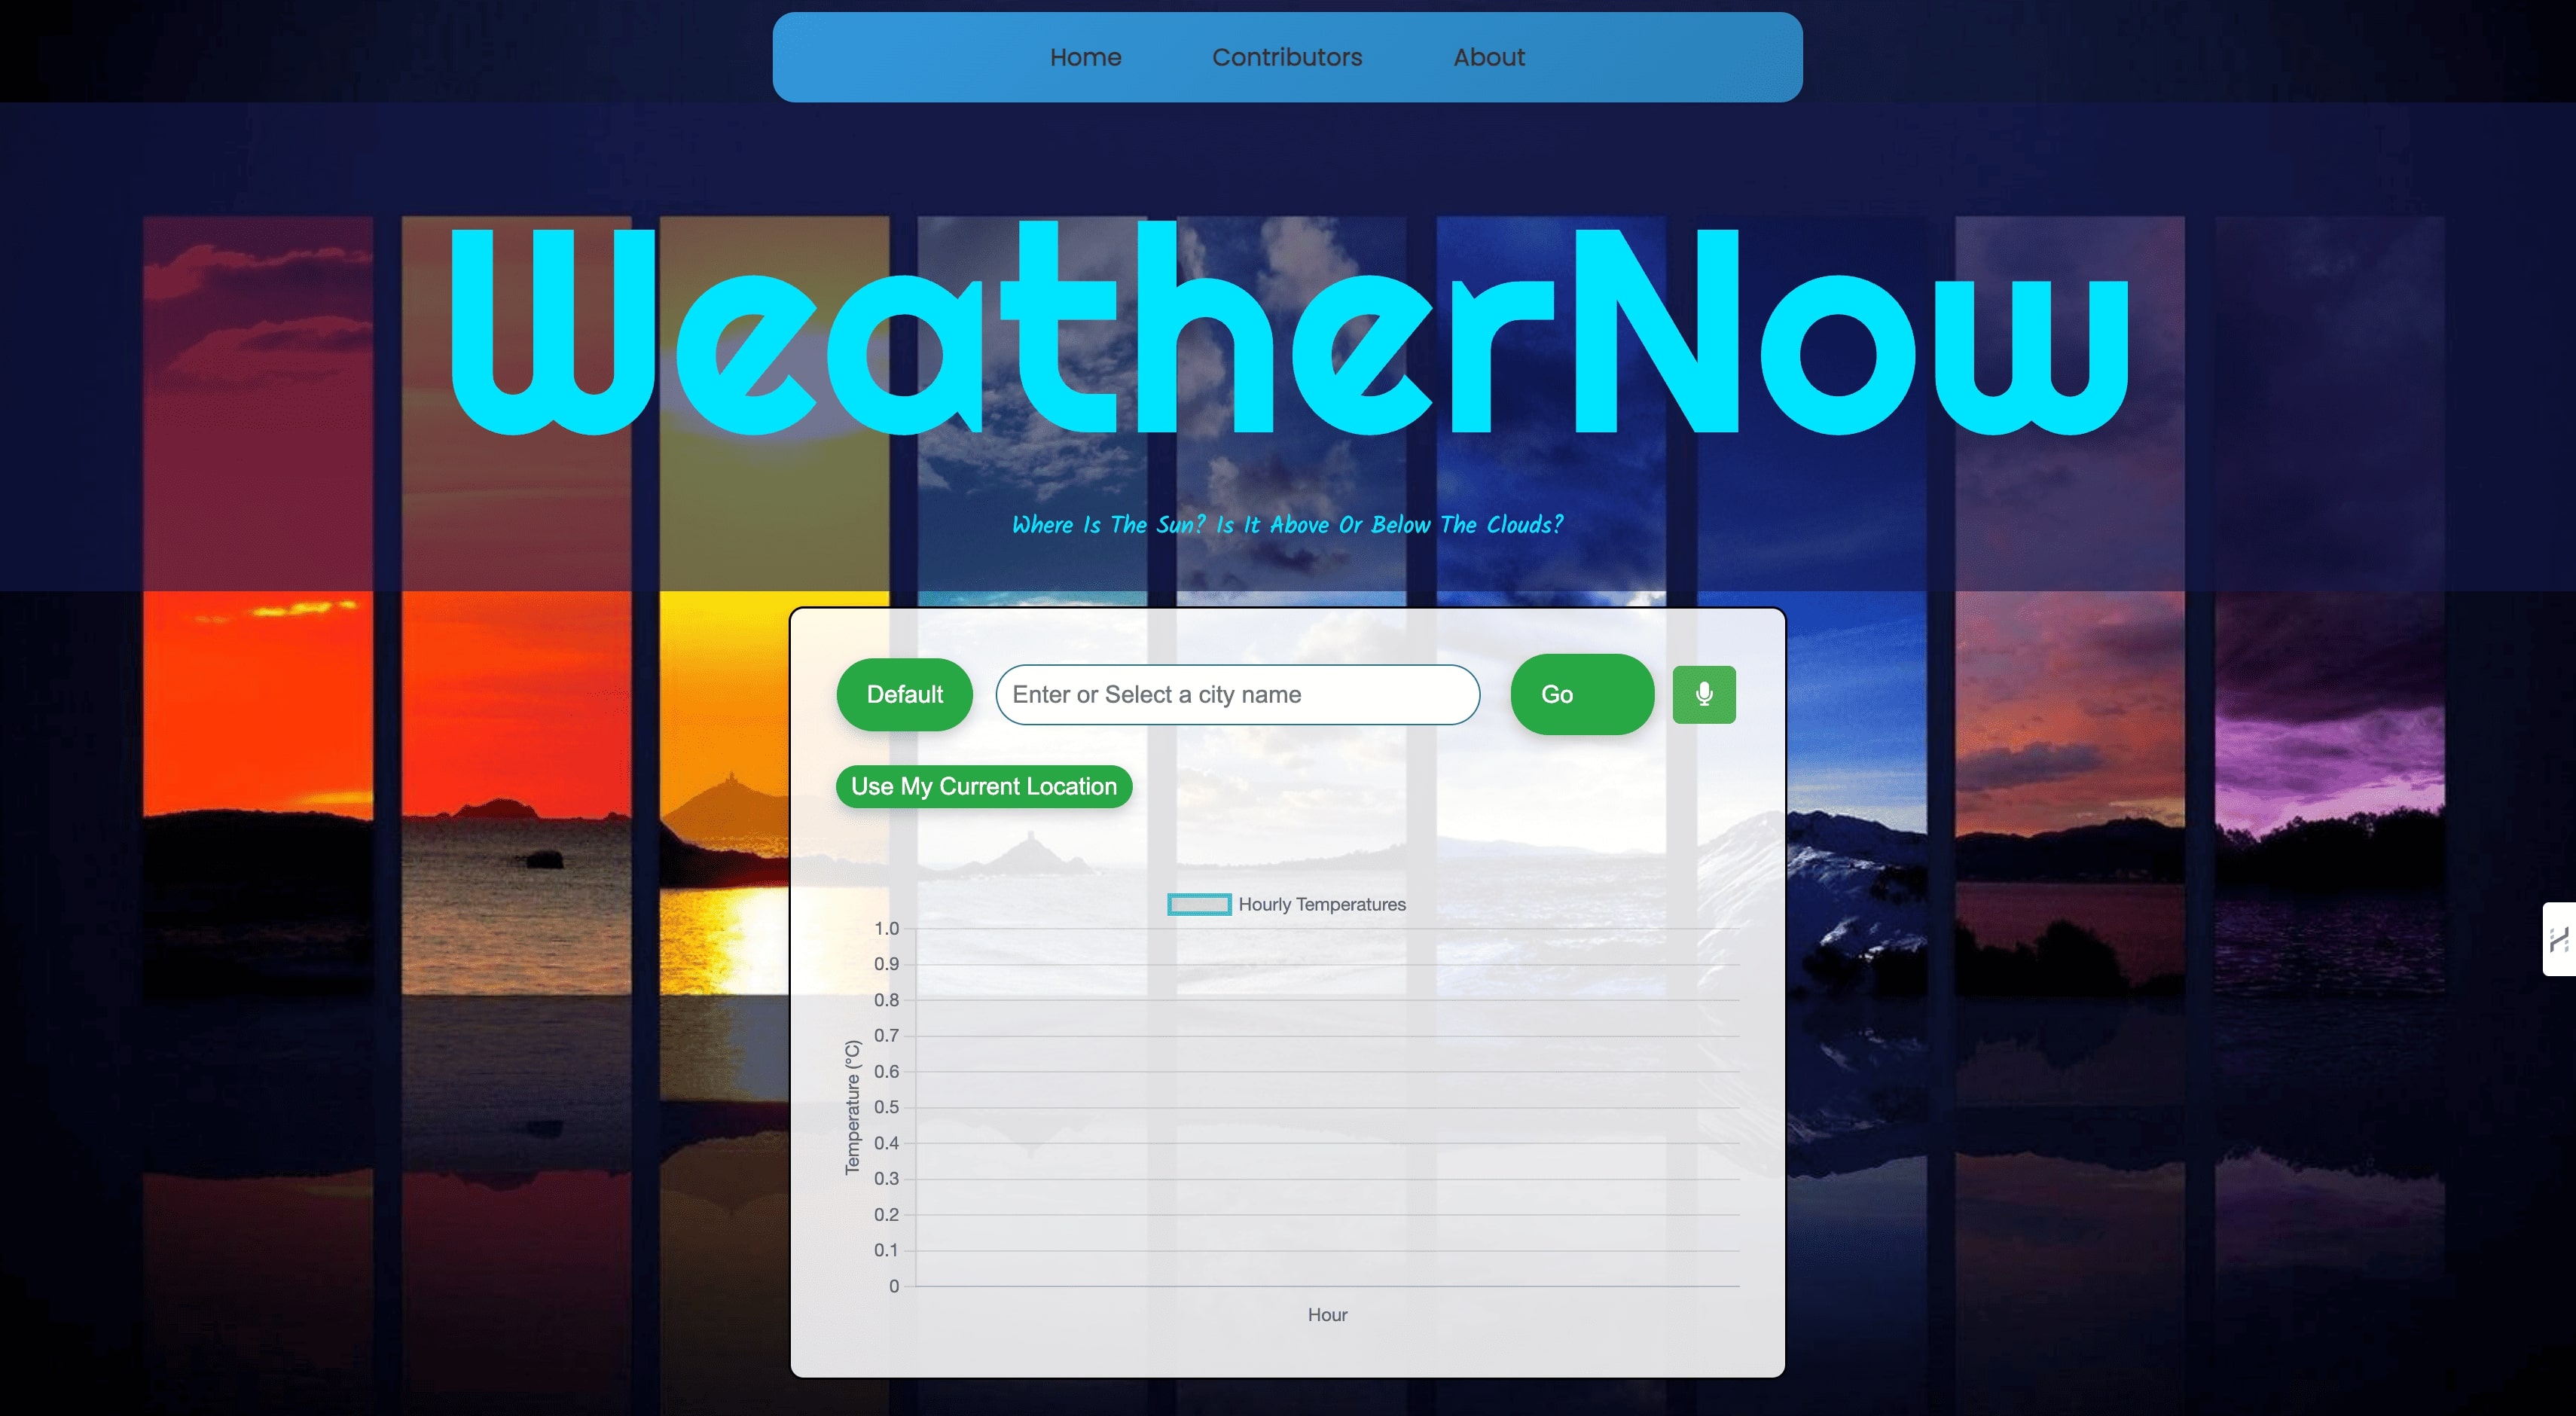 Home Contributors About
WeatherNow
Where Is The Sun? Is It Above Or Below The Clouds?
Default Enter or Select a city name Go
Use My Current Location
Hourly Temperatures
1.0
0.9
0.8
0.7
0.6
0.5
0.4
0.3
0.2
0.1
0
Temperature (°C)
Hour